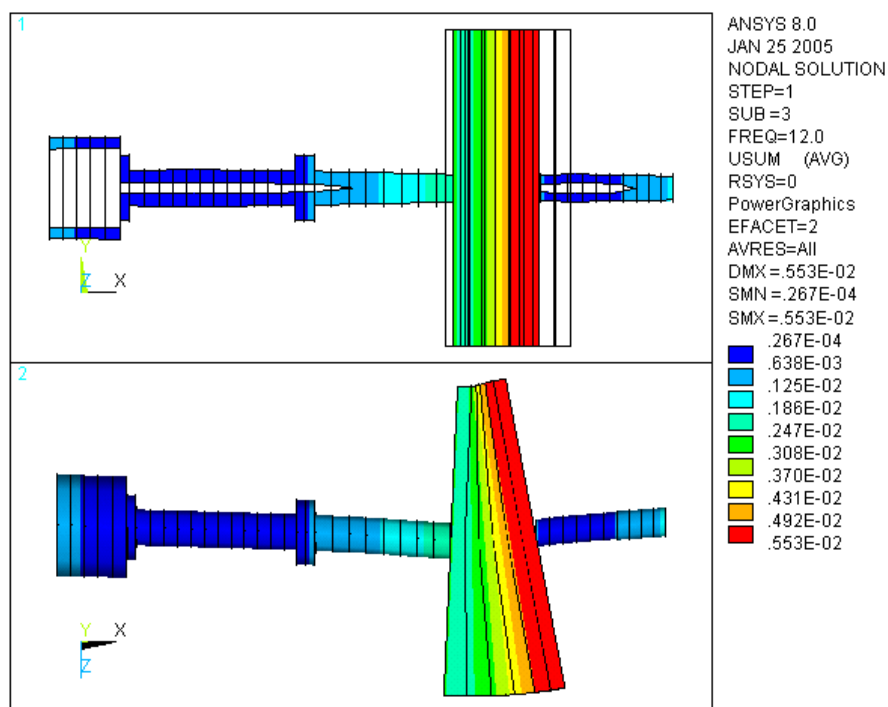 1
Y
Z X
2
Y X
Z
ANSYS 8.0
JAN 25 2005
NODAL SOLUTION
STEP=1
SUB =3
FREQ=12.0
USUM (AVG)
RSYS=0
PowerGraphics
EFACET=2
AVRES=All
DMX =.553E-02
SMN =.267E-04
SMX =.553E-02
.267E-04
.638E-03
.125E-02
.186E-02
.247E-02
.308E-02
.370E-02
.431E-02
.492E-02
.553E-02